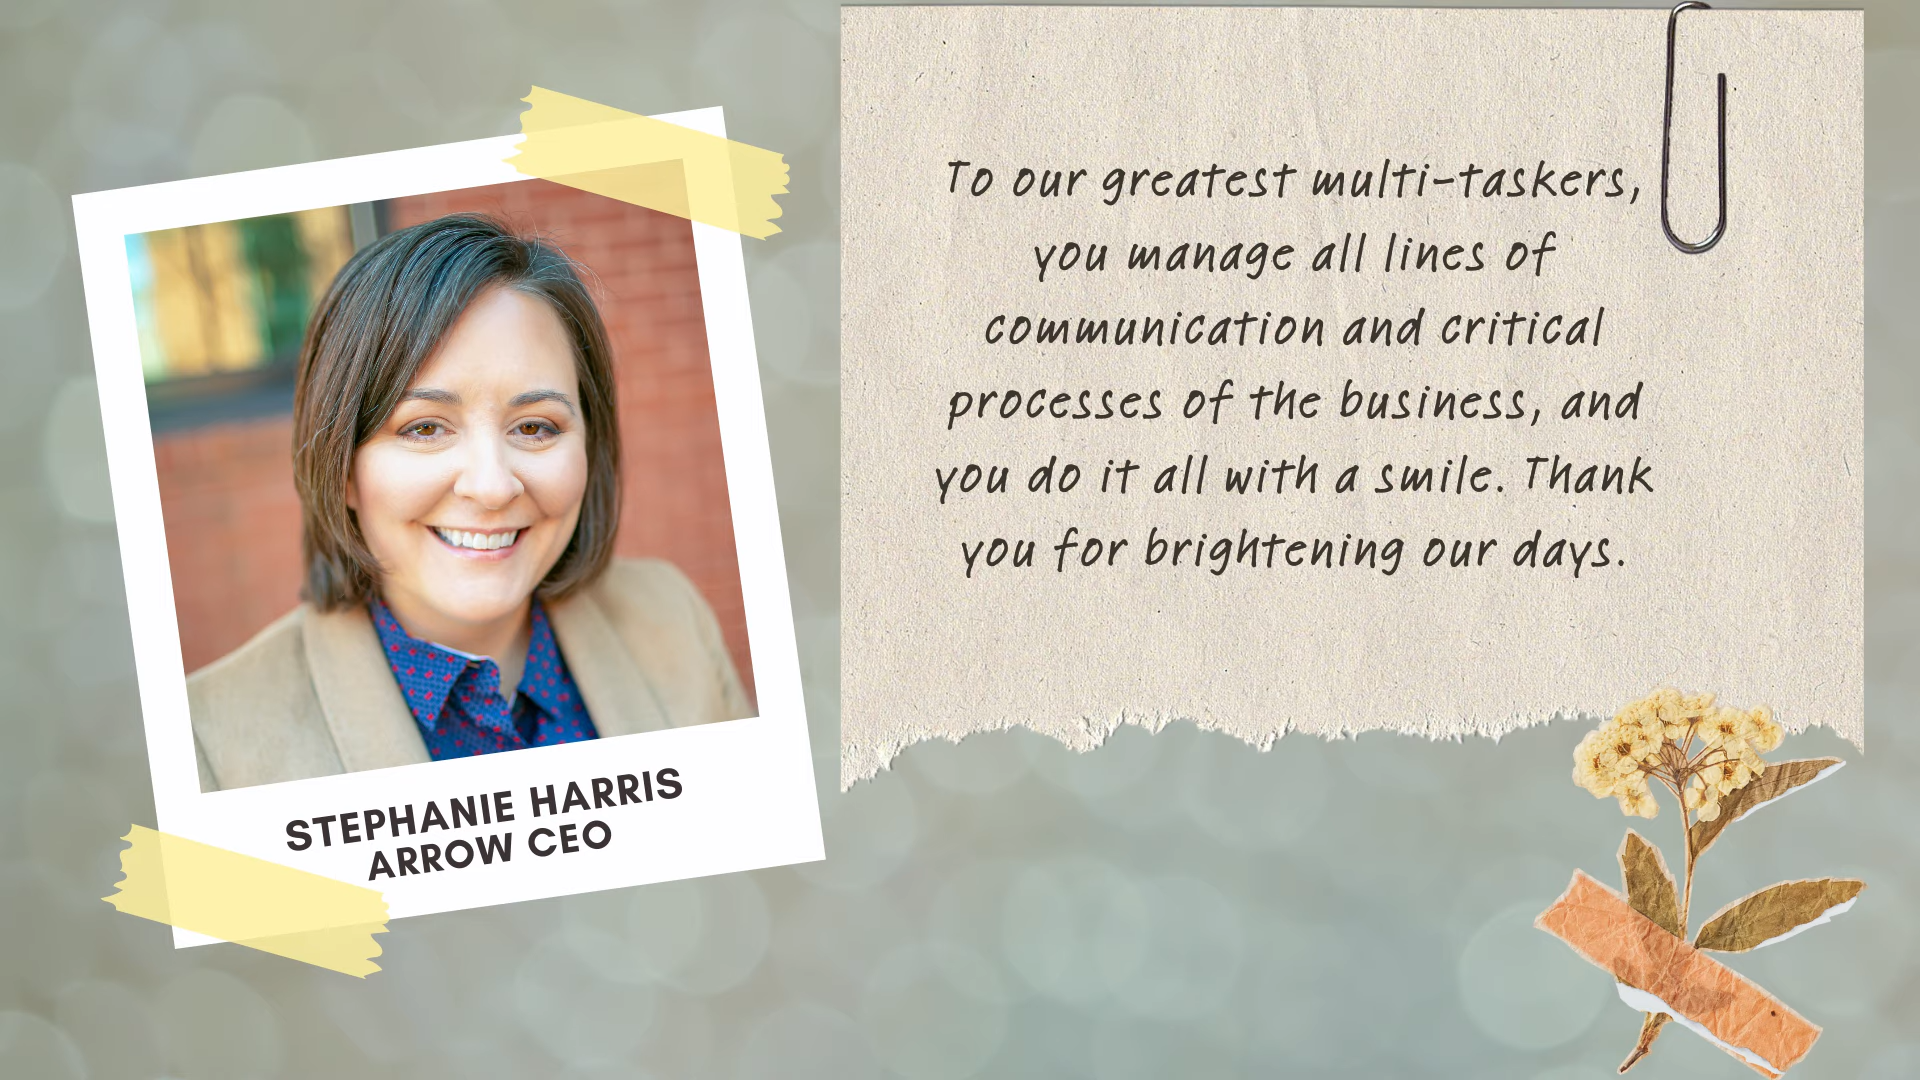 STEPHANIE HARRIS
ARROW CEO
To our greatest multi-taskers,
you manage all lines of
communication and critical
processes of the business, and
you do it all with a smile. Thank
you for brightening our days.